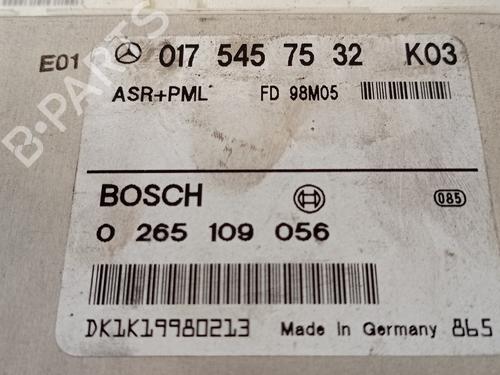 E01 017 545 75 32 K03
ASR+PML FD 98M05
BOSCH 085
0 265 109 056
DK1K19980213 Made in Germany 865
B-PARTS